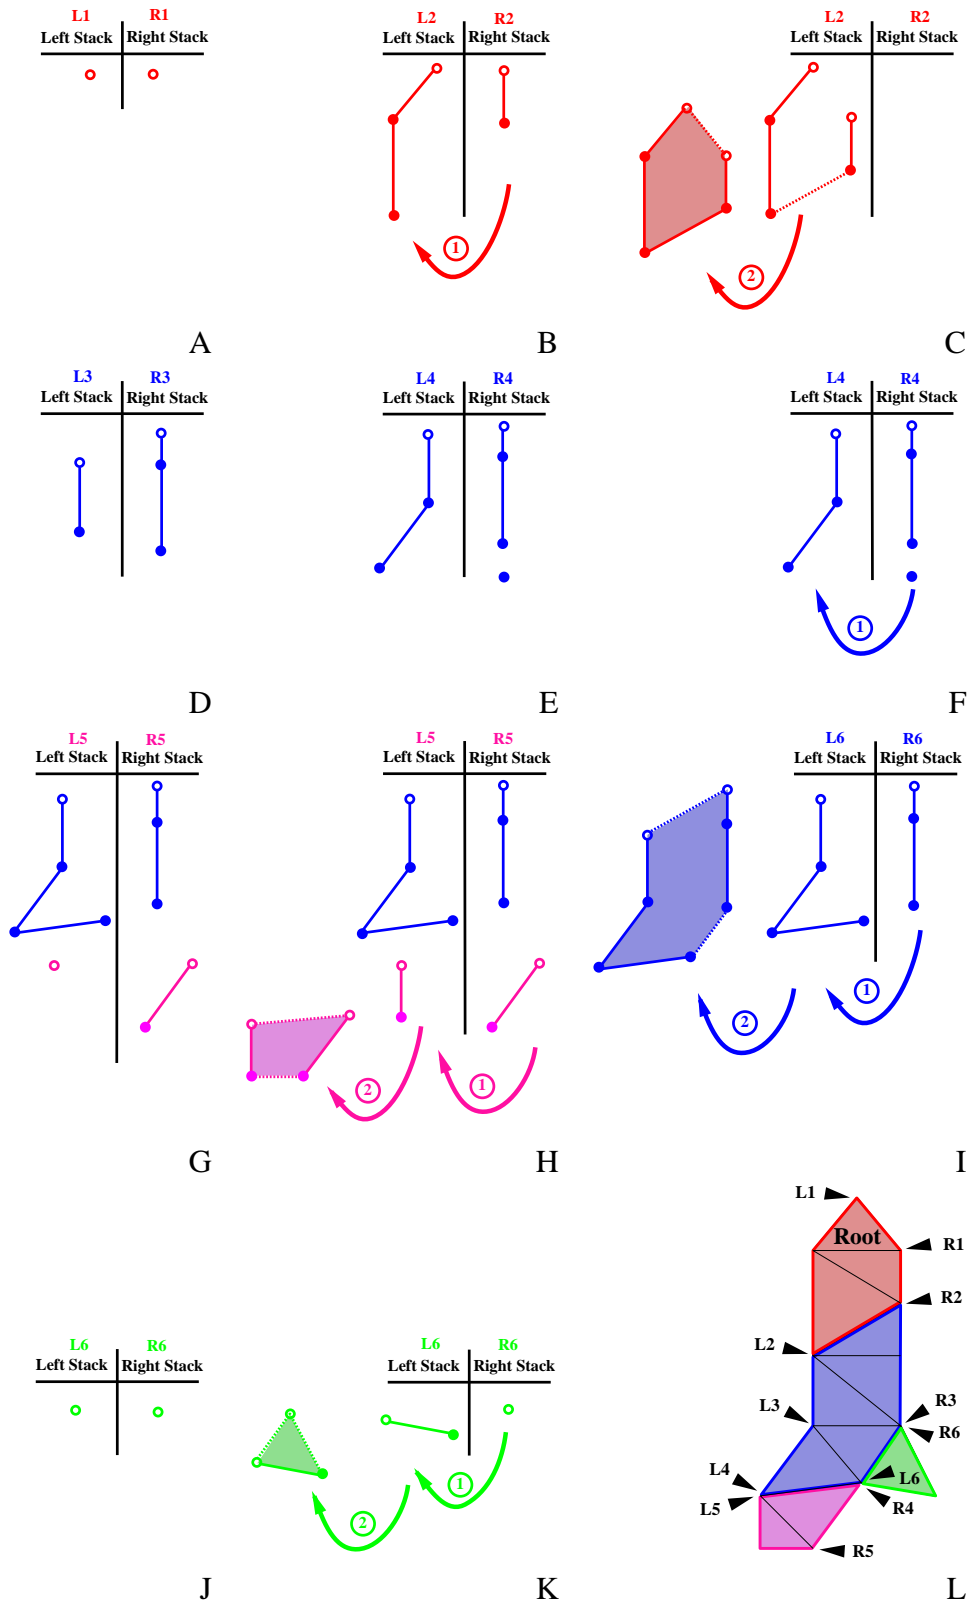 L1 R1
Left Stack Right Stack
A
L2 R2
Left Stack Right Stack
1
B
L2 R2
Left Stack Right Stack
2
C
L3 R3
Left Stack Right Stack
D
L4 R4
Left Stack Right Stack
E
L4 R4
Left Stack Right Stack
1
F
L5 R5
Left Stack Right Stack
G
L5 R5
Left Stack Right Stack
1
2
H
L6 R6
Left Stack Right Stack
1
2
I
L6 R6
Left Stack Right Stack
J
L6 R6
Left Stack Right Stack
1
2
K
L1
Root
R1
R2
L2
L3
R3
R6
L4
L6
L5
R4
R5
L